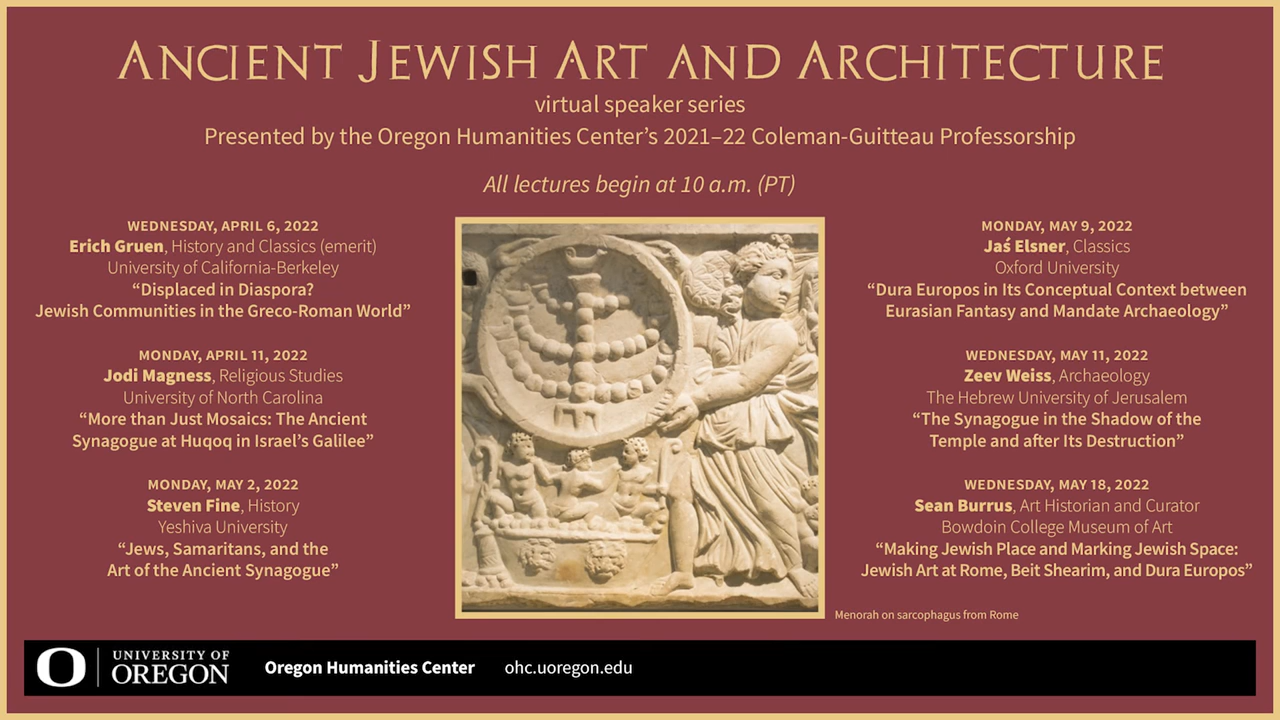 ANCIENT JEWISH ART AND ARCHITECTURE
virtual speaker series
Presented by the Oregon Humanities Center’s 2021–22 Coleman-Guitteau Professorship
All lectures begin at 10 a.m. (PT)
WEDNESDAY, APRIL 6, 2022
Erich Gruen, History and Classics (emerit)
University of California-Berkeley
“Displaced in Diaspora?
Jewish Communities in the Greco-Roman World”
MONDAY, APRIL 11, 2022
Jodi Magness, Religious Studies
University of North Carolina
“More than Just Mosaics: The Ancient
Synagogue at Huqoq in Israel’s Galilee”
MONDAY, MAY 2, 2022
Steven Fine, History
Yeshiva University
“Jews, Samaritans, and the
Art of the Ancient Synagogue”
MONDAY, MAY 9, 2022
Jaś Elsner, Classics
Oxford University
“Dura Europos in Its Conceptual Context between
Eurasian Fantasy and Mandate Archaeology”
WEDNESDAY, MAY 11, 2022
Zeev Weiss, Archaeology
The Hebrew University of Jerusalem
“The Synagogue in the Shadow of the
Temple and after Its Destruction”
WEDNESDAY, MAY 18, 2022
Sean Burrus, Art Historian and Curator
Bowdoin College Museum of Art
“Making Jewish Place and Marking Jewish Space:
Jewish Art at Rome, Beit Shearim, and Dura Europos”
Menorah on sarcophagus from Rome
O
UNIVERSITY OF
OREGON
Oregon Humanities Center
ohc.uoregon.edu